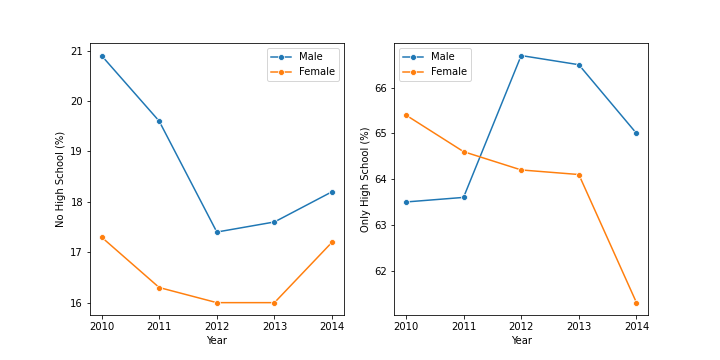 No High School (%)
21
20
19
18
17
16
Male
Female
2010
2011
2012
2013
2014
Year
Only High School (%)
66
65
64
63
62
Male
Female
2010
2011
2012
2013
2014
Year